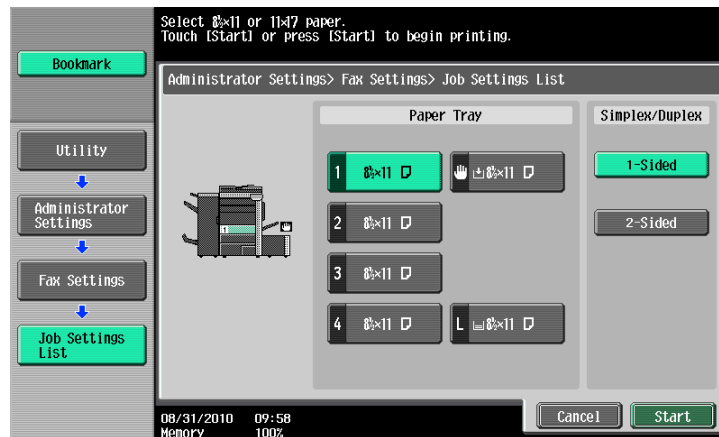 Select 8½×11 or 11×17 paper.
Touch [Start] or press [Start] to begin printing.
Bookmark
Administrator Settings> Fax Settings> Job Settings List
Paper Tray
Simplex/Duplex
Utility
1 8½×11
8½×11
1-Sided
Administrator
Settings
1
2 8½×11
2-Sided
Fax Settings
3 8½×11
Job Settings
List
4 8½×11
L 8½×11
Cancel
Start
08/31/2010 09:58
Memory 100%